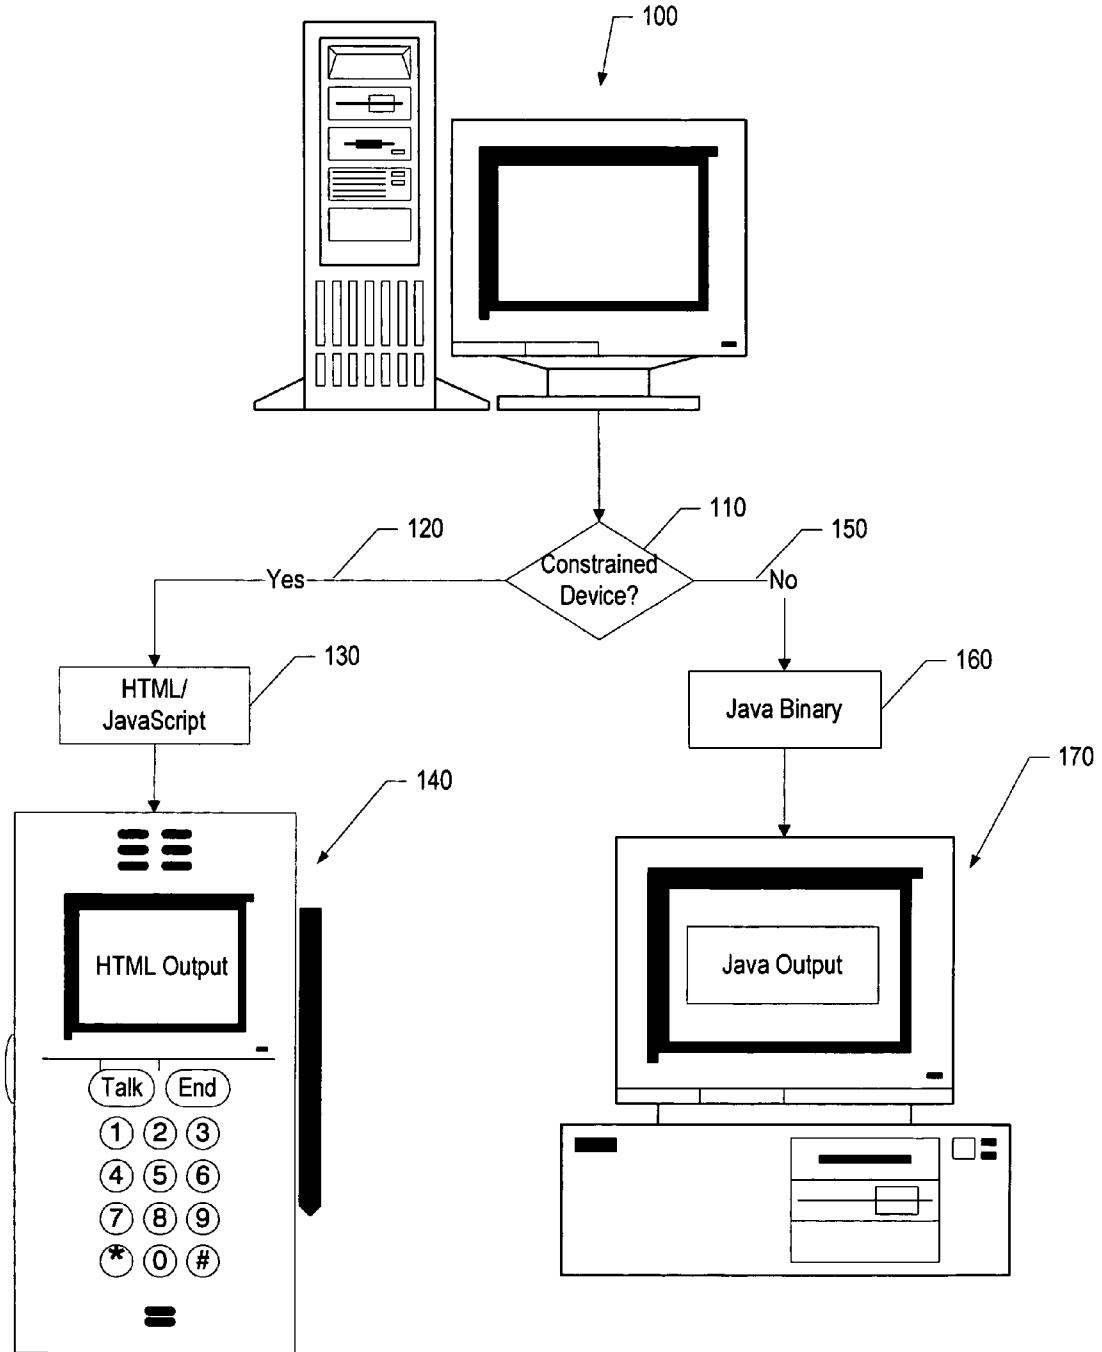 100
110
120
150
Constrained
Device?
Yes
No
130
HTML/
JavaScript
160
Java Binary
140
170
HTML Output
Java Output
Talk End
1 2 3
4 5 6
7 8 9
* 0 #